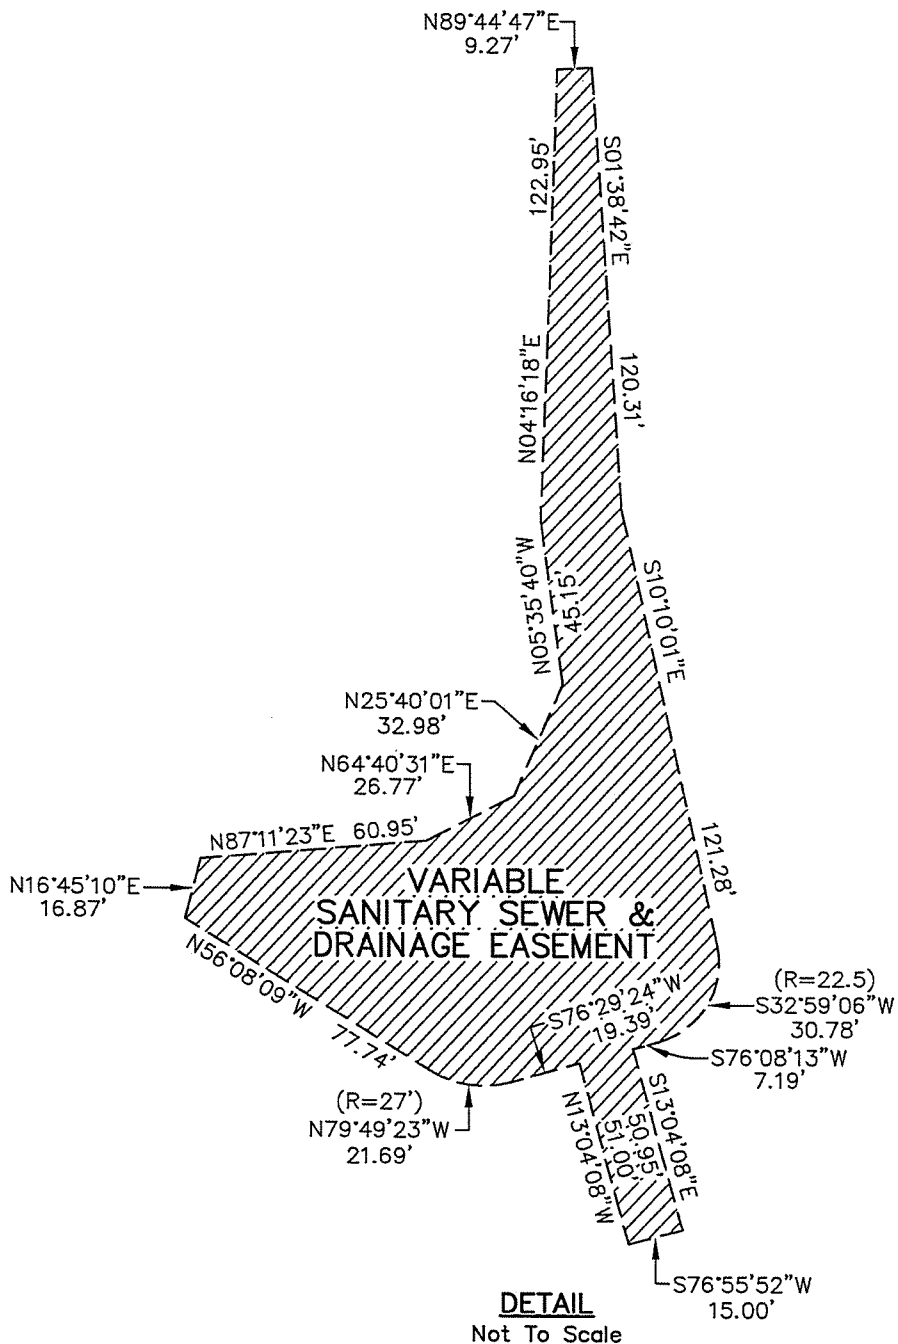 N89°44'47"E
9.27'
122.95'
S01°38'42"E
N04°16'18"E
120.31'
N05°35'40"W
45.15'
S10°10'01"E
N25°40'01"E
32.98'
N64°40'31"E
26.77'
N87°11'23"E 60.95'
121.28'
N16°45'10"E
16.87'
VARIABLE
SANITARY SEWER &
DRAINAGE EASEMENT
N56°08'09"W
77.74'
S76°29'24"W
19.39'
(R=22.5)
S32°59'06"W
30.78'
S76°08'13"W
7.19'
(R=27')
N79°49'23"W
21.69'
N13°04'08"W
51.00'
50.95'
S13°04'08"E
S76°55'52"W
15.00'
DETAIL
Not To Scale